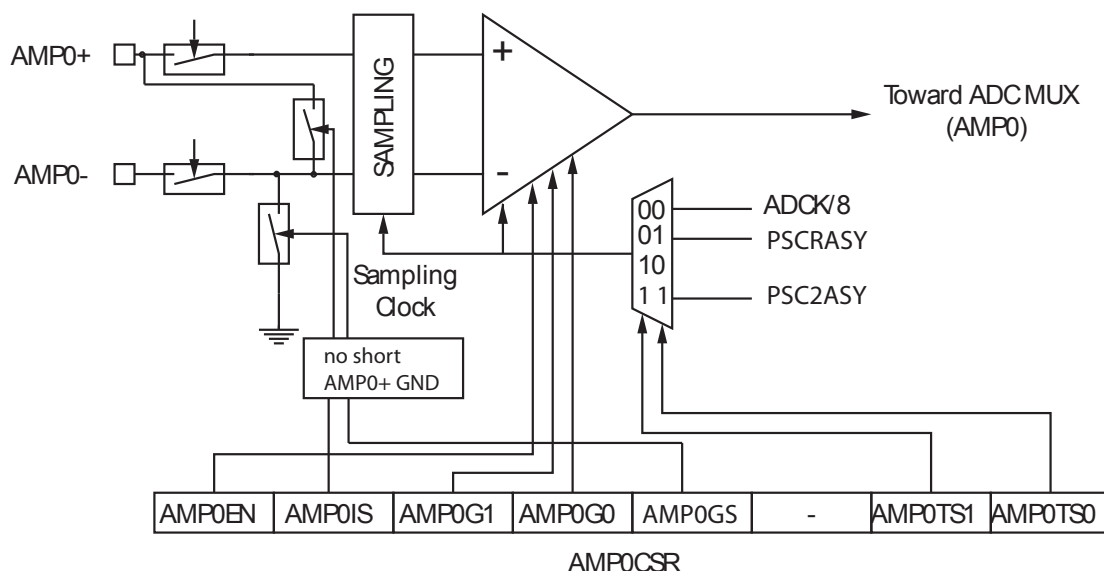 AMP0+
SAMPLING
+
Toward ADC MUX
(AMP0)
AMP0-
-
00
ADCK/8
01
PSCRASY
10
11
PSC2ASY
Sampling
Clock
no short
AMP0+ GND
AMP0EN AMP0IS AMP0G1 AMP0G0 AMP0GS - AMP0TS1 AMP0TS0
AMP0CSR